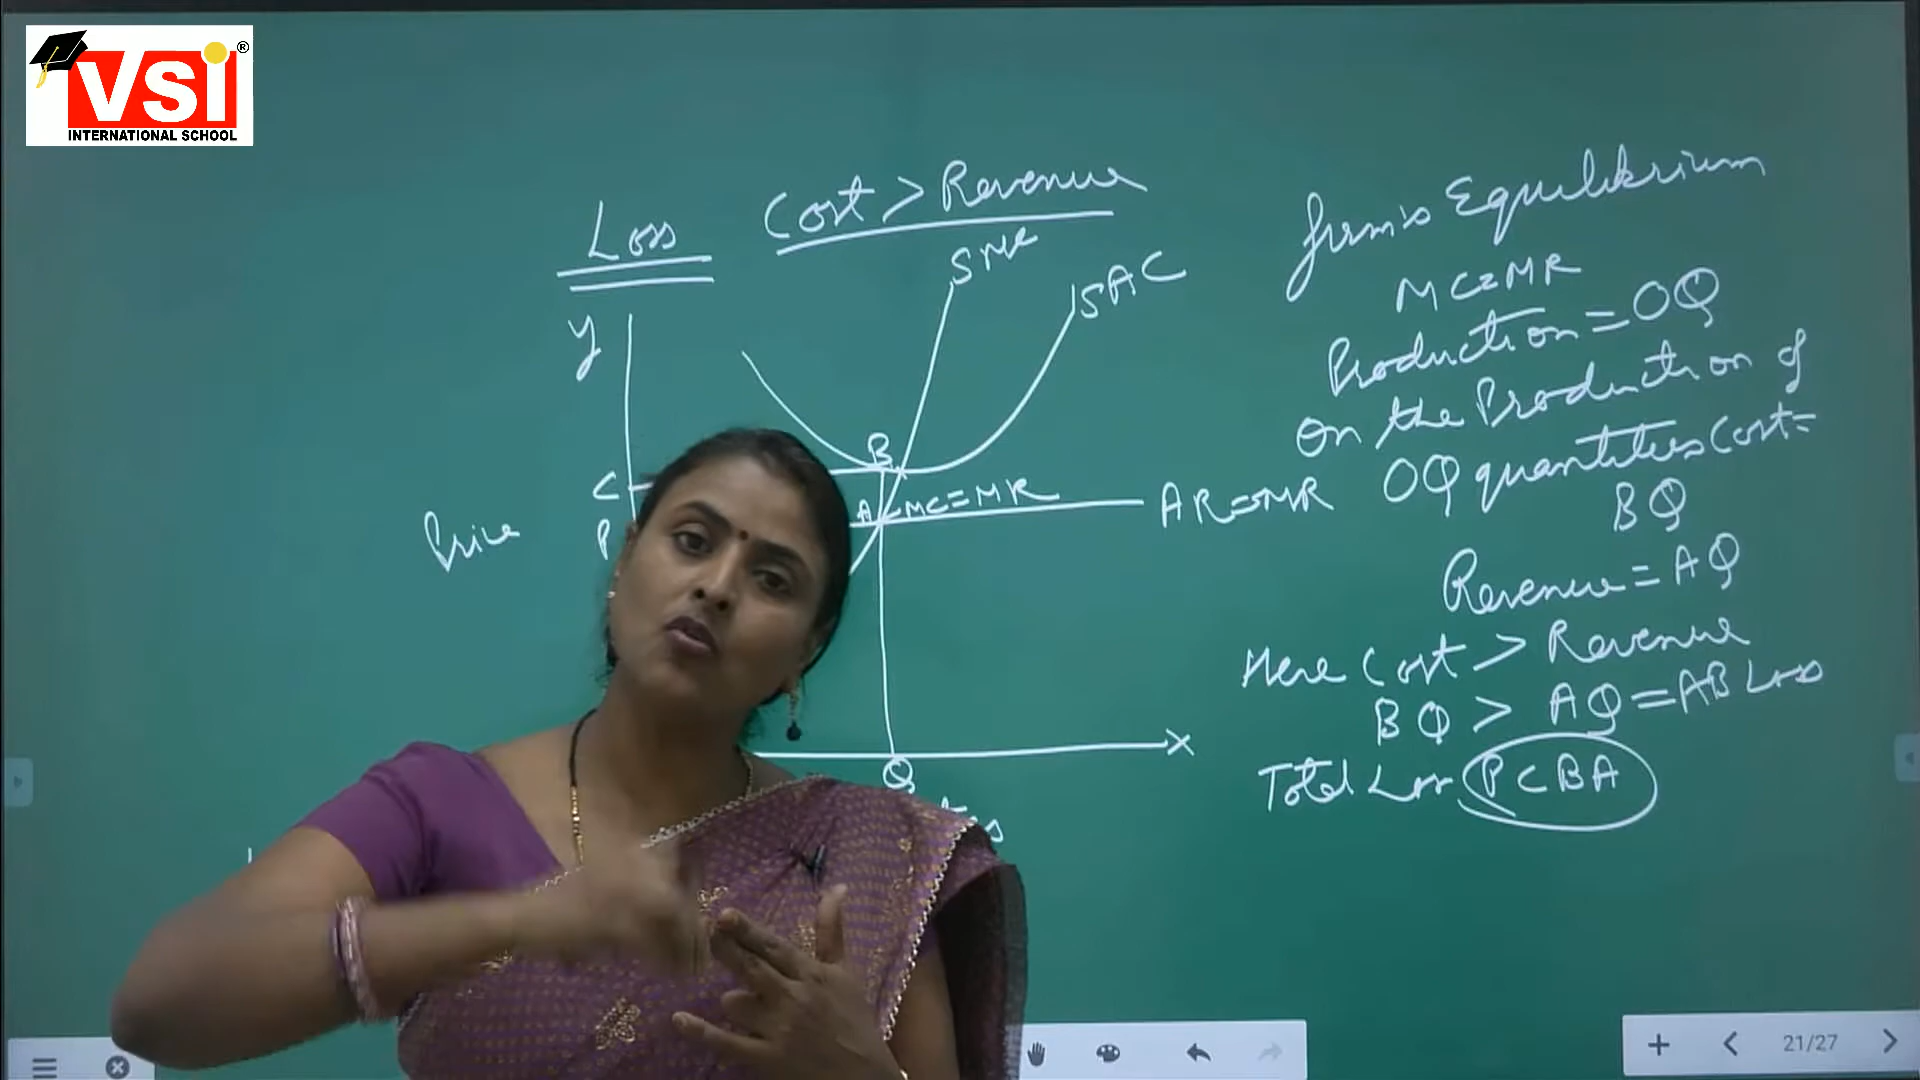 VSI®
INTERNATIONAL SCHOOL
Loss
Cost > Revenue
SMC
SAC
Y
B
C
A MC=MR
AR=MR
Price
P
X
Q
firm's Equilibrium
MC=MR
Production = OQ
On the Production of
OQ quantities Cost=
BQ
Revenue = AQ
Here Cost > Revenue
BQ > AQ = AB Loss
Total Loss PCBA
21/27